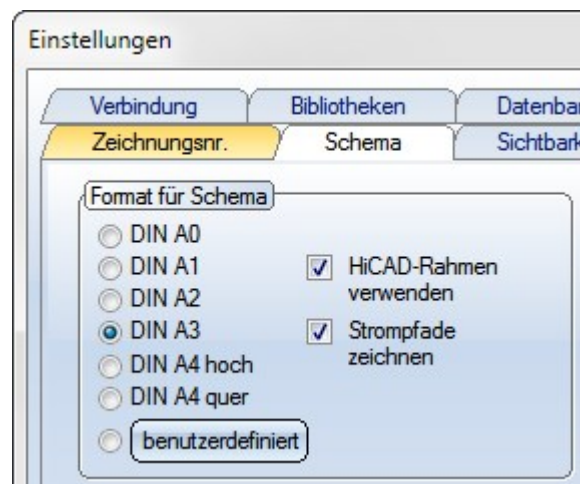 Einstellungen
Verbindung Bibliotheken
Zeichnungsnr. Schema
Format für Schema
DIN A0
DIN A1
DIN A2
DIN A3
DIN A4 hoch
DIN A4 quer
benutzerdefiniert
HiCAD-Rahmen
verwenden
Strompfade
zeichnen